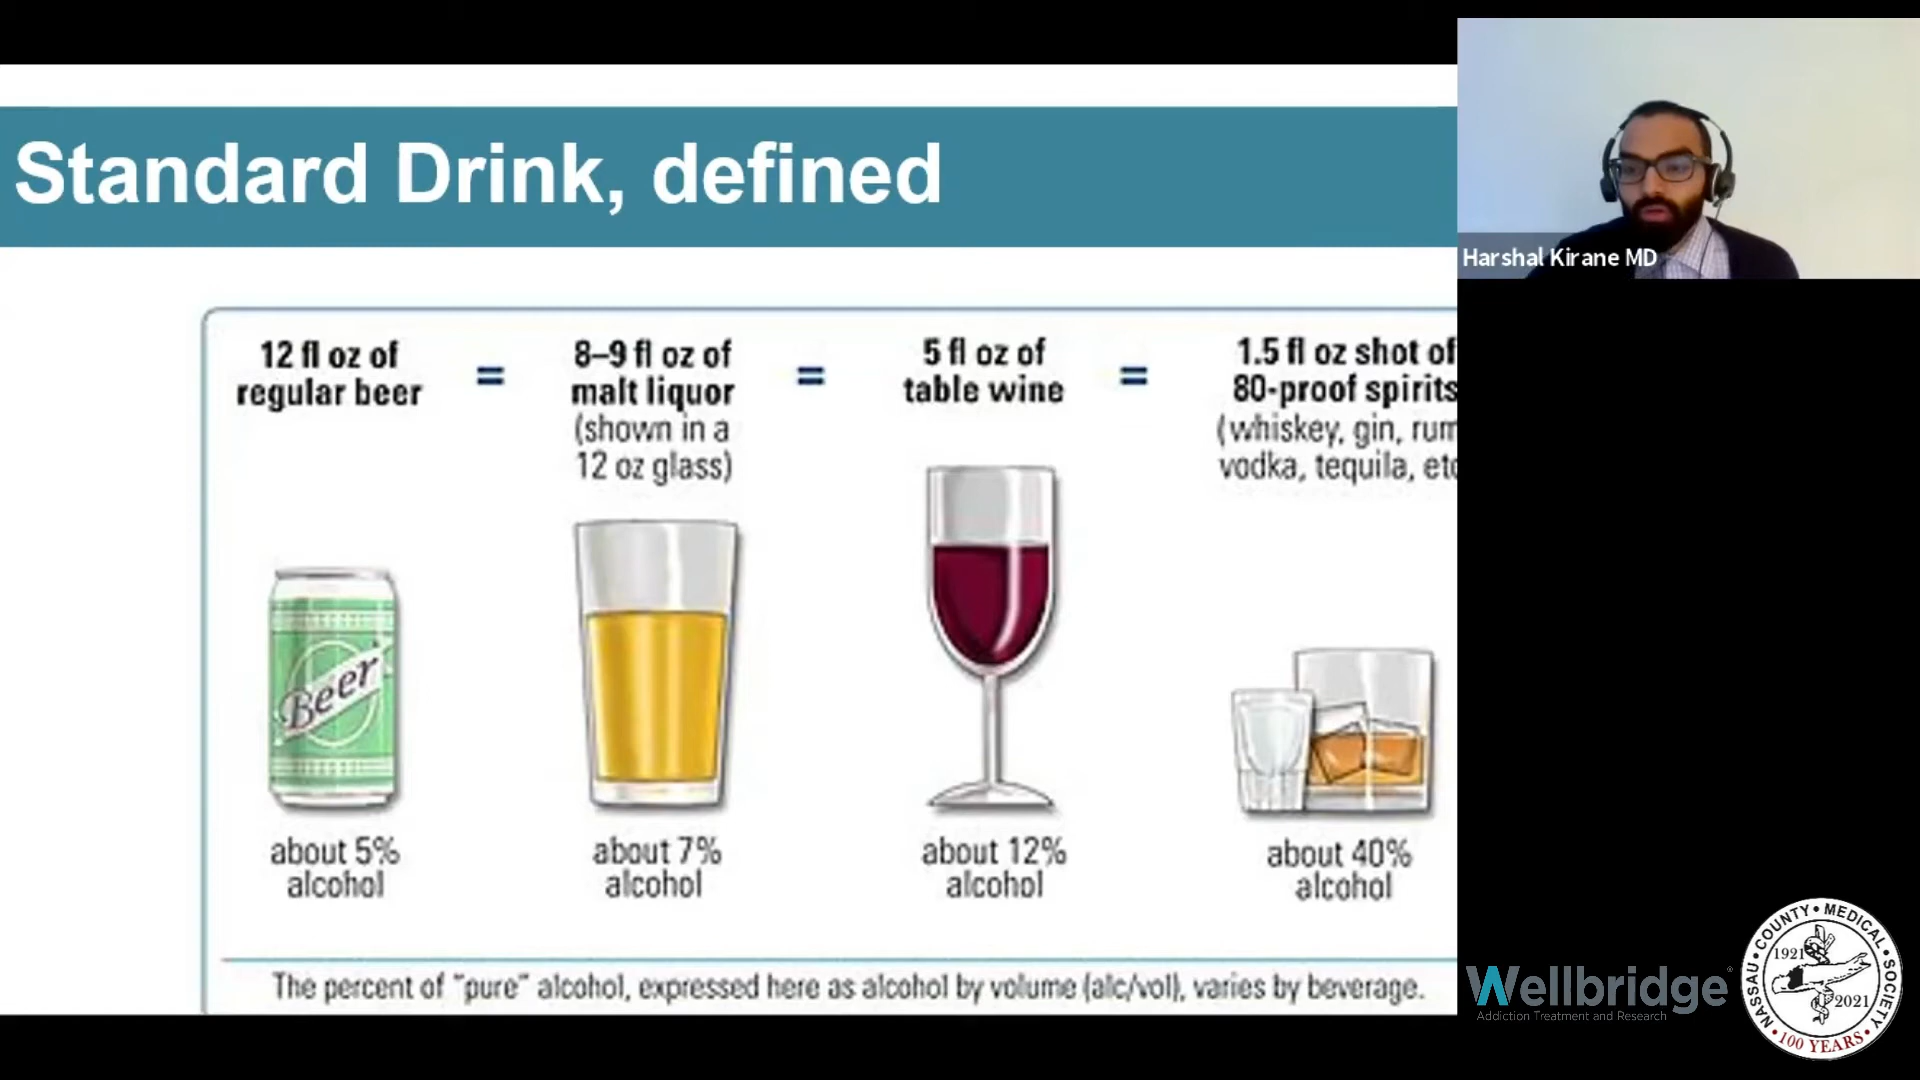 Standard Drink, defined
12 fl oz of
regular beer
=
8–9 fl oz of
malt liquor
(shown in a
12 oz glass)
=
5 fl oz of
table wine
=
1.5 fl oz shot of
80-proof spirits
(whiskey, gin, rum
vodka, tequila, etc
Beer
about 5%
alcohol
about 7%
alcohol
about 12%
alcohol
about 40%
alcohol
The percent of "pure" alcohol, expressed here as alcohol by volume (alc/vol), varies by beverage.
Harshal Kirane MD
Wellbridge
Addiction Treatment and Research
NASSAU • COUNTY • MEDICAL • SOCIETY
1921
2021
• 100 YEARS •